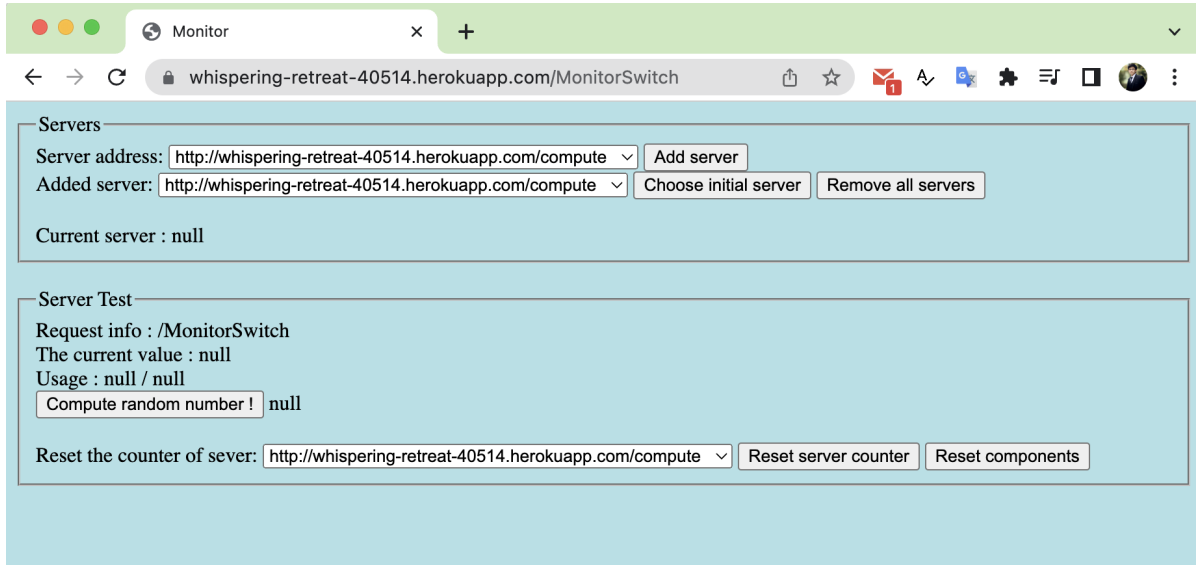 Monitor
whispering-retreat-40514.herokuapp.com/MonitorSwitch
1
Servers
Server address: http://whispering-retreat-40514.herokuapp.com/compute Add server
Added server: http://whispering-retreat-40514.herokuapp.com/compute Choose initial server Remove all servers
Current server : null
Server Test
Request info : /MonitorSwitch
The current value : null
Usage : null / null
Compute random number ! null
Reset the counter of sever: http://whispering-retreat-40514.herokuapp.com/compute Reset server counter Reset components